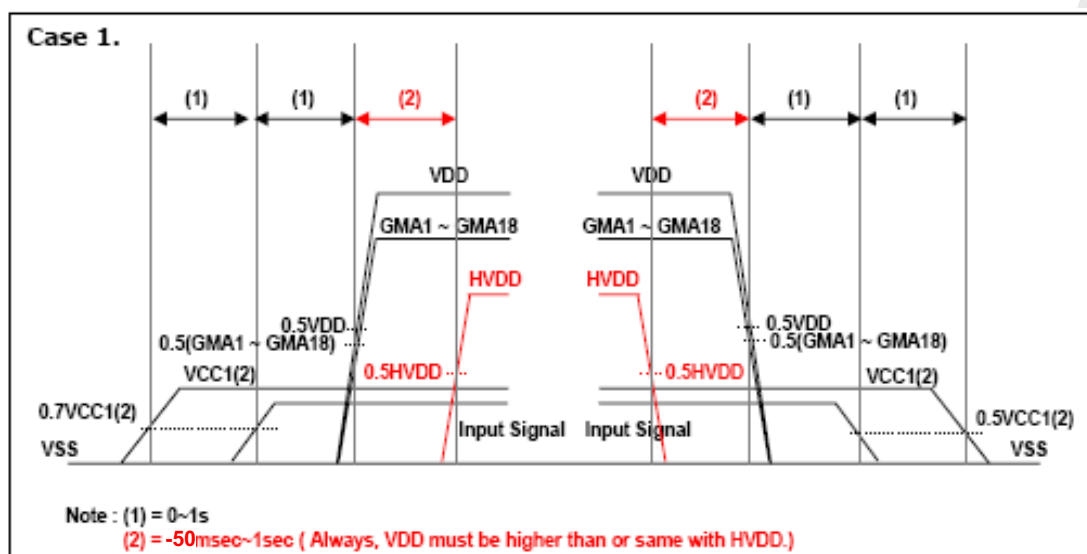 Case 1.
(1) (1) (2) (2) (1) (1)
VDD VDD
GMA1 ~ GMA18 GMA1 ~ GMA18
HVDD HVDD
0.5VDD 0.5VDD
0.5(GMA1 ~ GMA18) 0.5(GMA1 ~ GMA18)
VCC1(2) 0.5HVDD 0.5HVDD VCC1(2)
0.7VCC1(2) 0.5VCC1(2)
Input Signal Input Signal
VSS VSS
Note : (1) = 0~1s
(2) = -50msec~1sec ( Always, VDD must be higher than or same with HVDD.)